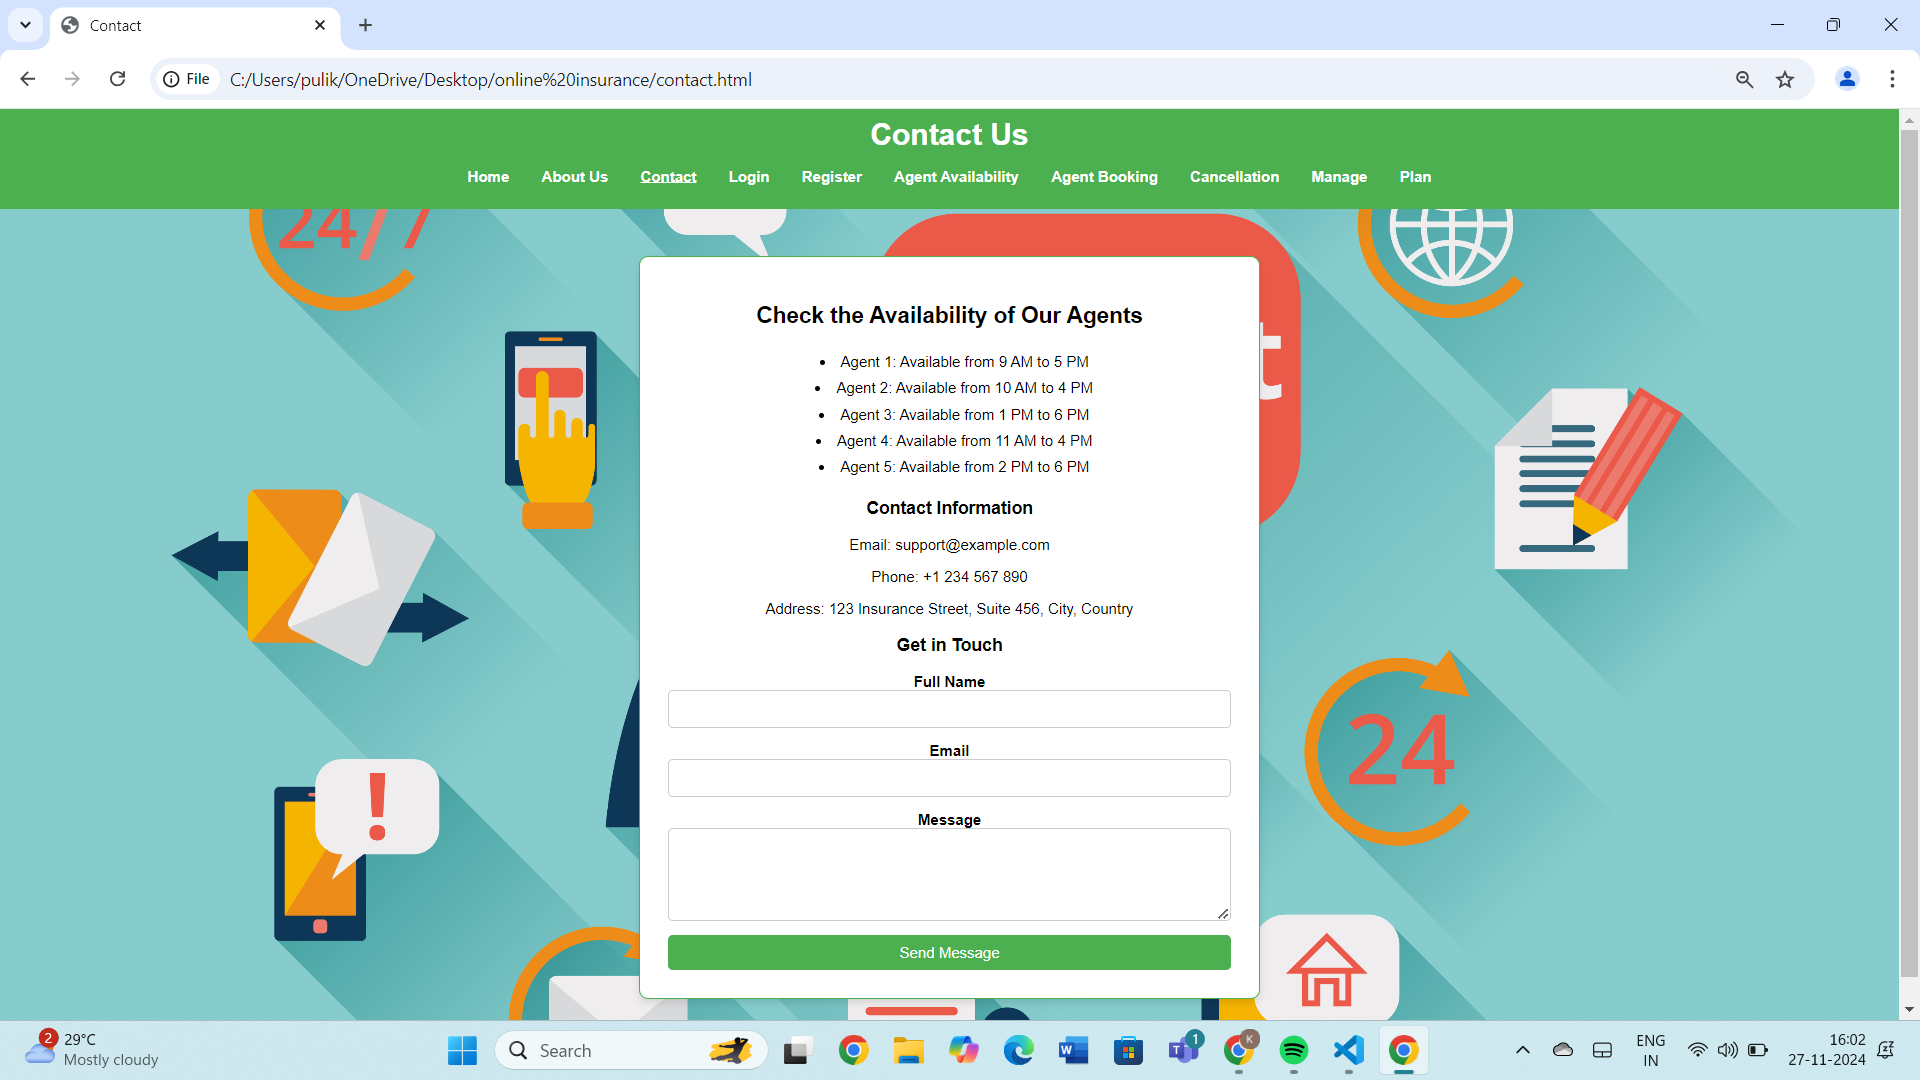 Contact
File
C:/Users/pulik/OneDrive/Desktop/online%20insurance/contact.html
Contact Us
Home About Us Contact Login Register Agent Availability Agent Booking Cancellation Manage Plan
24/7
t
Check the Availability of Our Agents
• Agent 1: Available from 9 AM to 5 PM
• Agent 2: Available from 10 AM to 4 PM
• Agent 3: Available from 1 PM to 6 PM
• Agent 4: Available from 11 AM to 4 PM
• Agent 5: Available from 2 PM to 6 PM
Contact Information
Email: support@example.com
Phone: +1 234 567 890
Address: 123 Insurance Street, Suite 456, City, Country
Get in Touch
Full Name
Email
24
Message
!
Send Message
2
29°C
Mostly cloudy
Search
W
T
1
K
ENG
IN
16:02
27-11-2024